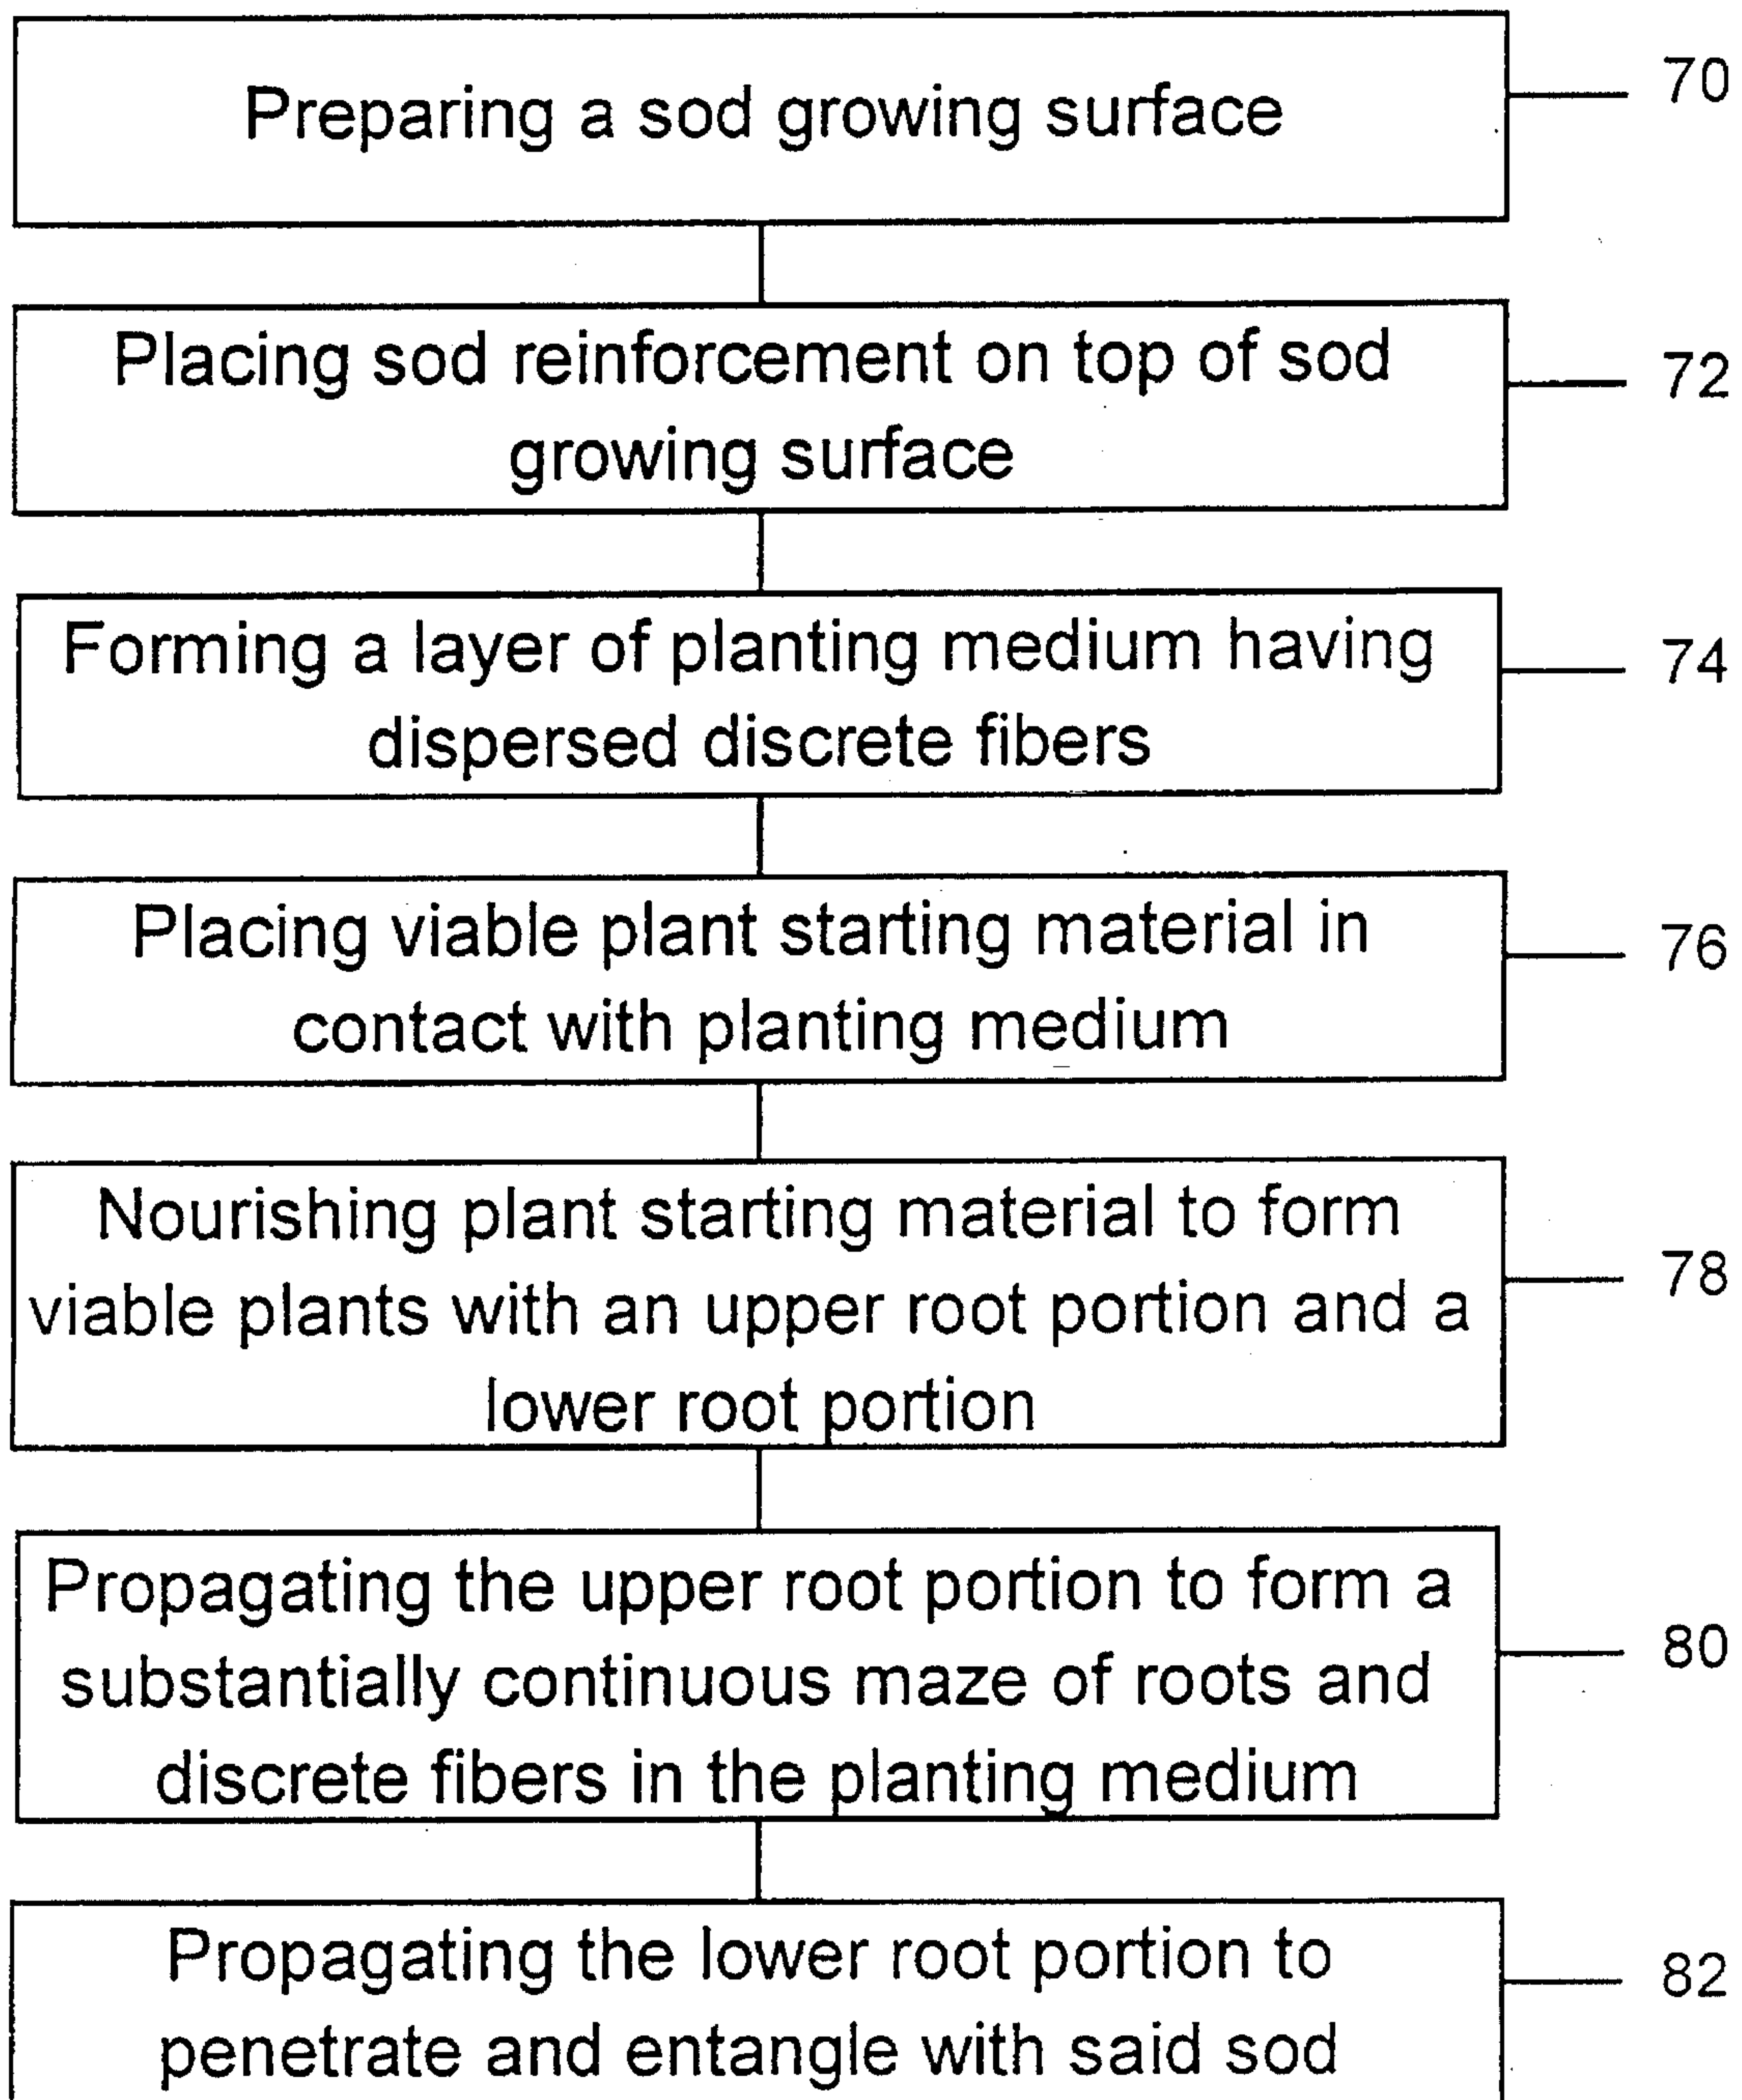 Preparing a sod growing surface
70
Placing sod reinforcement on top of sod
growing surface
72
Forming a layer of planting medium having
dispersed discrete fibers
74
Placing viable plant starting material in
contact with planting medium
76
Nourishing plant starting material to form
viable plants with an upper root portion and a
lower root portion
78
Propagating the upper root portion to form a
substantially continuous maze of roots and
discrete fibers in the planting medium
80
Propagating the lower root portion to
penetrate and entangle with said sod
82